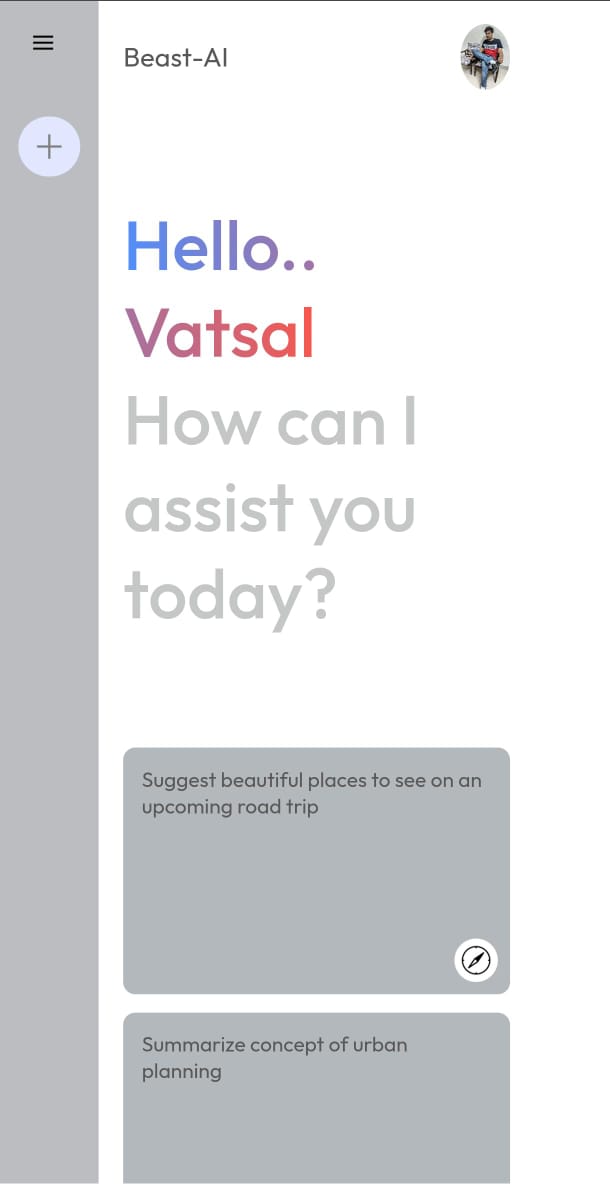 Beast-AI
Hello..
Vatsal
How can I
assist you
today?
Suggest beautiful places to see on an
upcoming road trip
Summarize concept of urban
planning